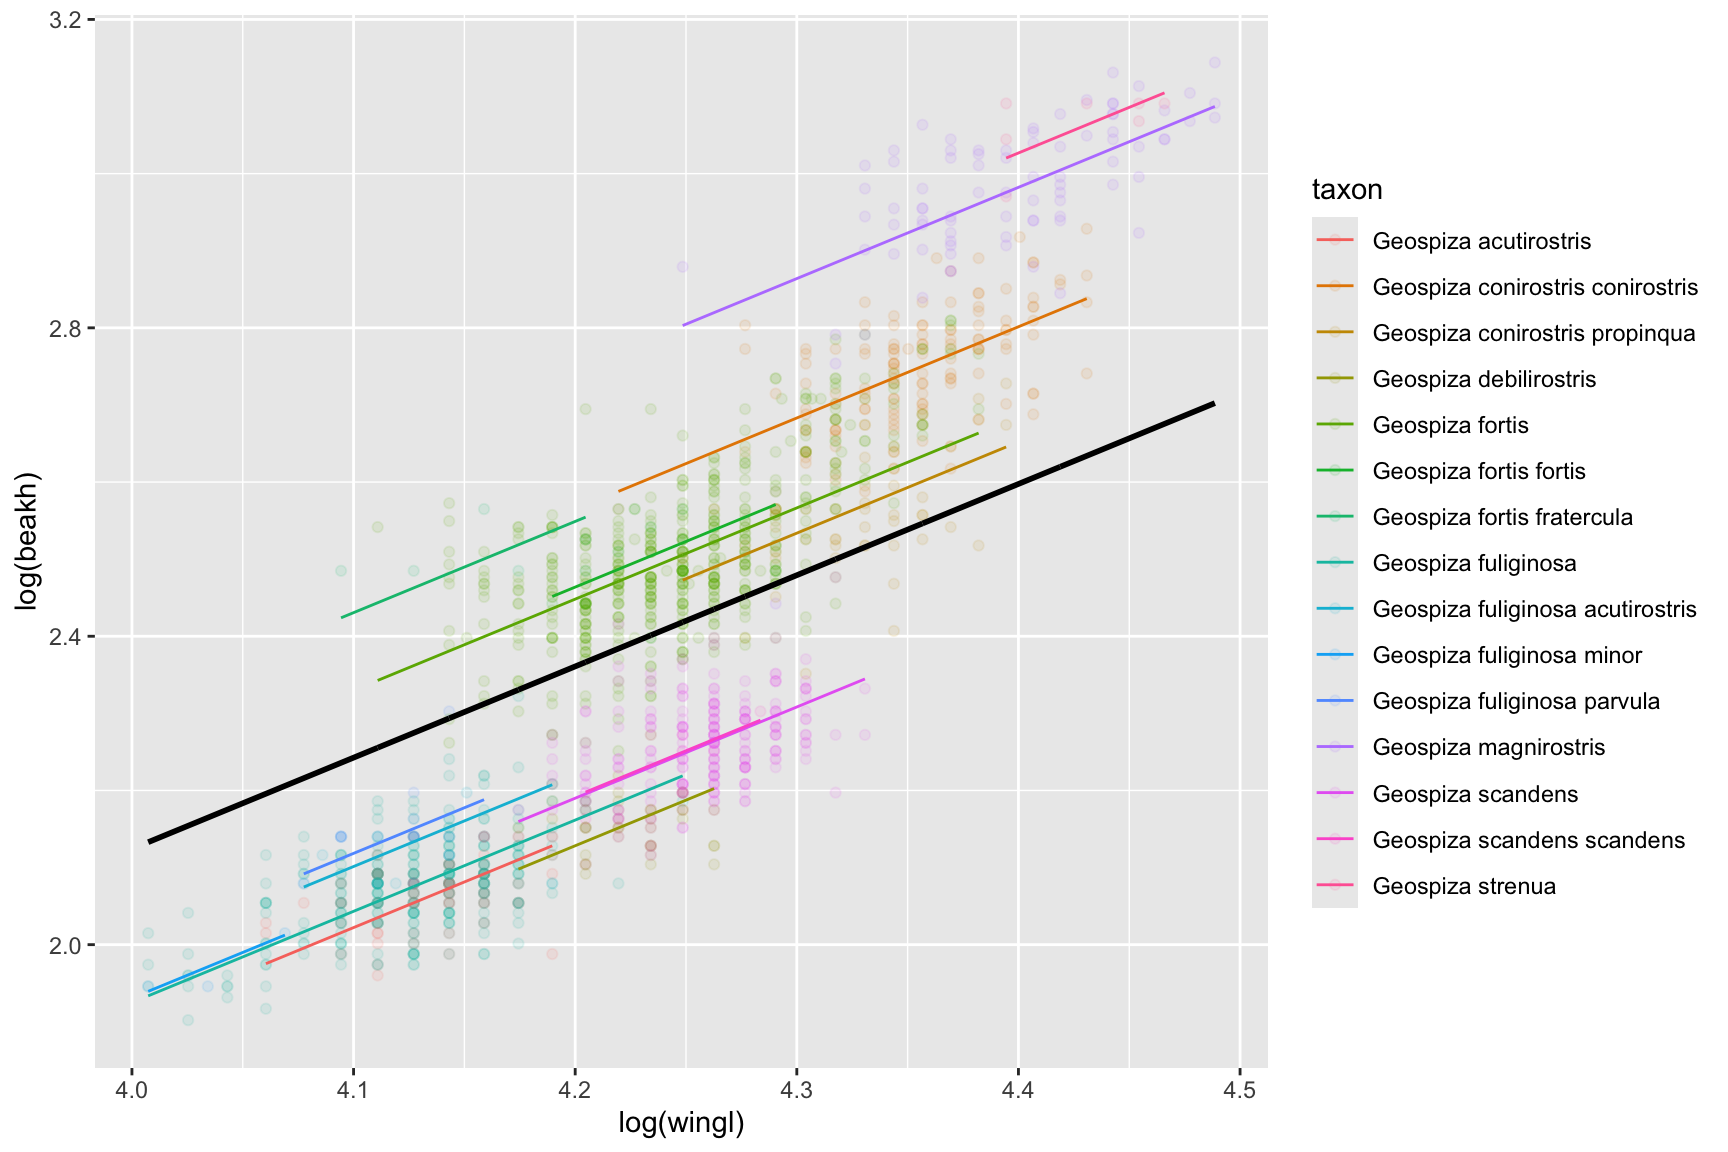 3.2
2.8
2.4
2.0
log(beakh)
4.0 4.1 4.2 4.3 4.4 4.5
log(wingl)
taxon
Geospiza acutirostris
Geospiza conirostris conirostris
Geospiza conirostris propinqua
Geospiza debilirostris
Geospiza fortis
Geospiza fortis fortis
Geospiza fortis fratercula
Geospiza fuliginosa
Geospiza fuliginosa acutirostris
Geospiza fuliginosa minor
Geospiza fuliginosa parvula
Geospiza magnirostris
Geospiza scandens
Geospiza scandens scandens
Geospiza strenua